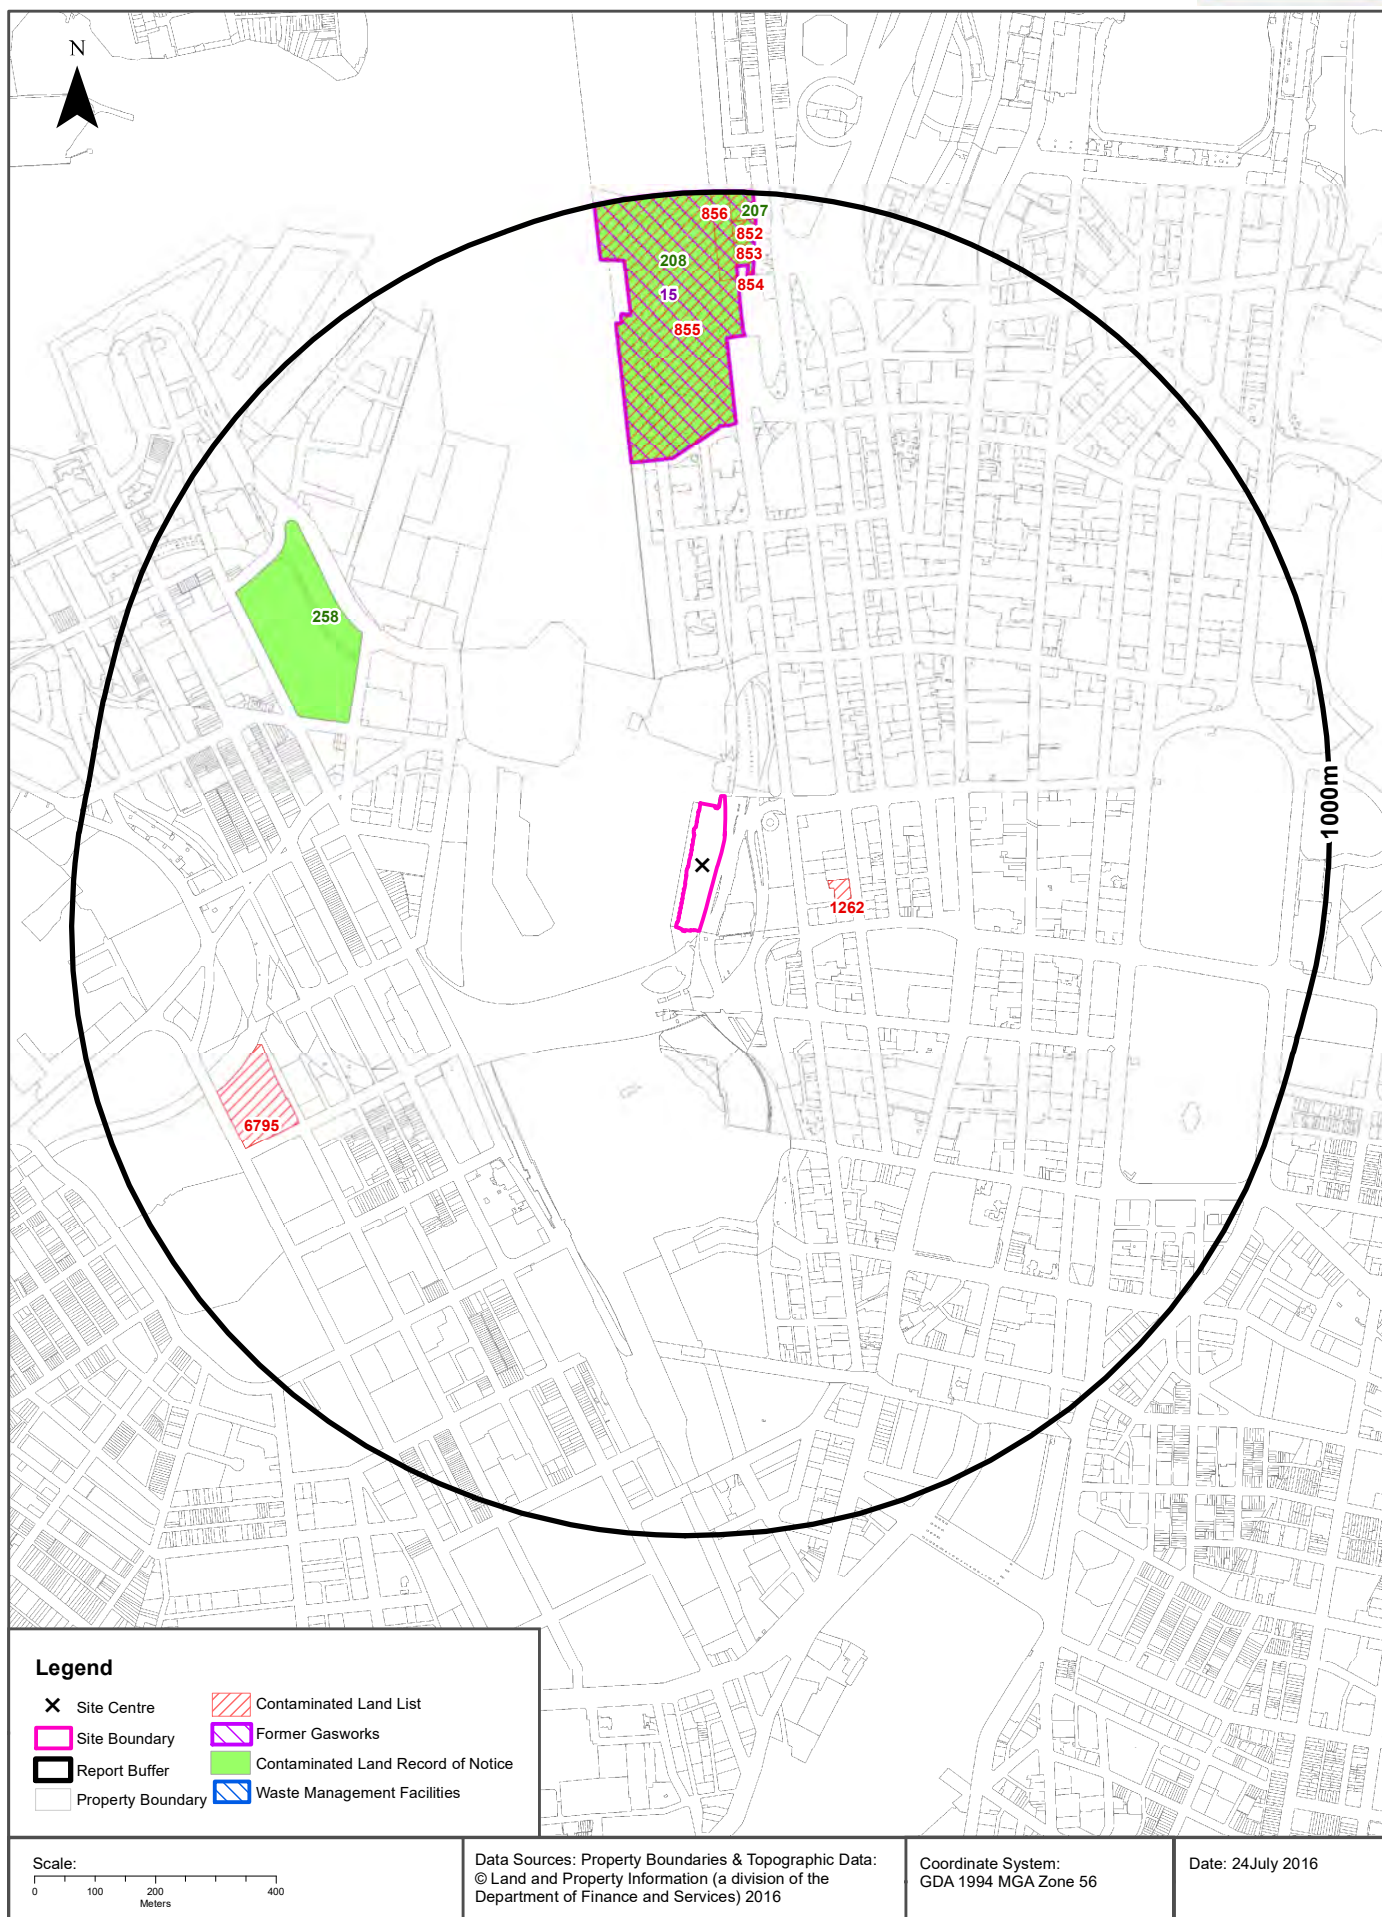 N
207
856
852
853
208
854
15
855
258
1000m
1262
6795
Legend
Site Centre
Site Boundary
Report Buffer
Property Boundary
Contaminated Land List
Former Gasworks
Contaminated Land Record of Notice
Waste Management Facilities
Scale:
0 100 200 400
Meters
Data Sources: Property Boundaries & Topographic Data:
© Land and Property Information (a division of the
Department of Finance and Services) 2016
Coordinate System:
GDA 1994 MGA Zone 56
Date: 24July 2016